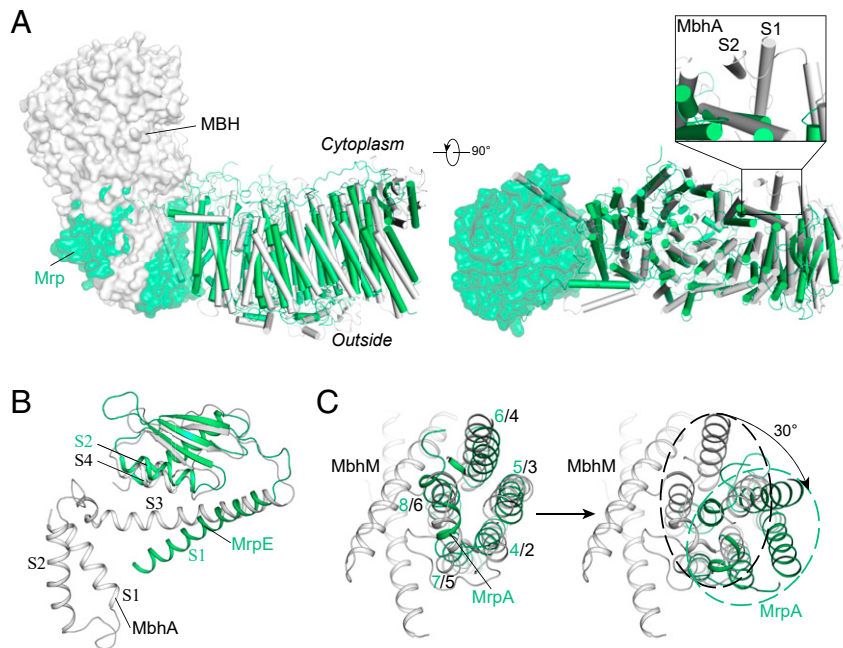 A
MBH
Cytoplasm
90°
Mrp
Outside
MbhA
S1
S2
B
S2
S4
S3
MrpE
S1
S2
S1
MbhA
C
6/4
MbhM
5/3
8/6
4/2
7/5
MrpA
30°
MbhM
MrpA